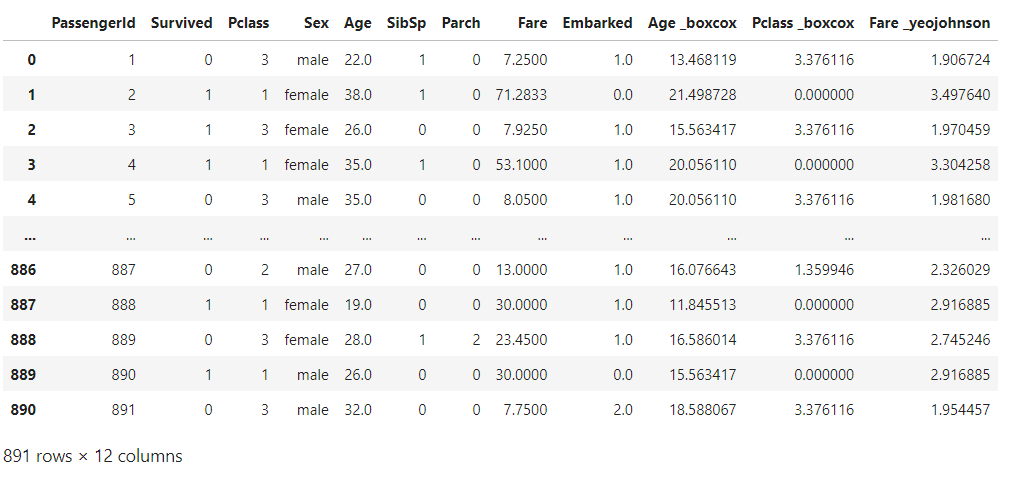 PassengerId Survived Pclass Sex Age SibSp Parch Fare Embarked Age _boxcox Pclass _boxcox Fare _yeojohnson
0 1 0 3 male 22.0 1 0 7.2500 1.0 13.468119 3.376116 1.906724
1 2 1 1 female 38.0 1 0 71.2833 0.0 21.498728 0.000000 3.497640
2 3 1 3 female 26.0 0 0 7.9250 1.0 15.563417 3.376116 1.970459
3 4 1 1 female 35.0 1 0 53.1000 1.0 20.056110 0.000000 3.304258
4 5 0 3 male 35.0 0 0 8.0500 1.0 20.056110 3.376116 1.981680
... ... ... ... ... ... ... ... ... ... ... ... ...
886 887 0 2 male 27.0 0 0 13.0000 1.0 16.076643 1.359946 2.326029
887 888 1 1 female 19.0 0 0 30.0000 1.0 11.845513 0.000000 2.916885
888 889 0 3 female 28.0 1 2 23.4500 1.0 16.586014 3.376116 2.745246
889 890 1 1 male 26.0 0 0 30.0000 0.0 15.563417 0.000000 2.916885
890 891 0 3 male 32.0 0 0 7.7500 2.0 18.588067 3.376116 1.954457
891 rows × 12 columns